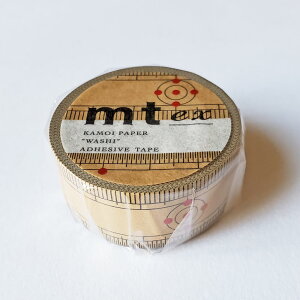 mt ex
KAMOI PAPER
"WASHI"
ADHESIVE TAPE